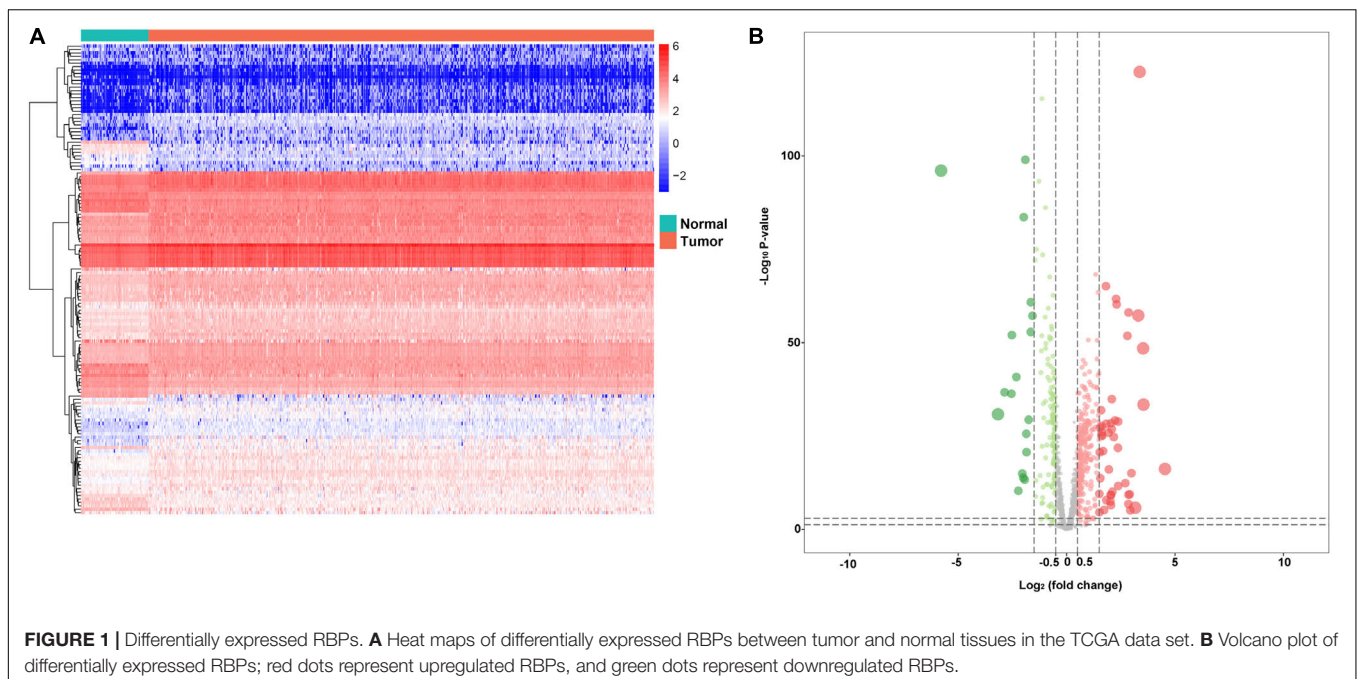 A
6
4
2
0
−2
Normal
Tumor
B
-Log₁₀ P-value
100
50
0
-10
-5
-0.5
0
0.5
5
10
Log₂ (fold change)
FIGURE 1 | Differentially expressed RBPs. A Heat maps of differentially expressed RBPs between tumor and normal tissues in the TCGA data set. B Volcano plot of
differentially expressed RBPs; red dots represent upregulated RBPs, and green dots represent downregulated RBPs.